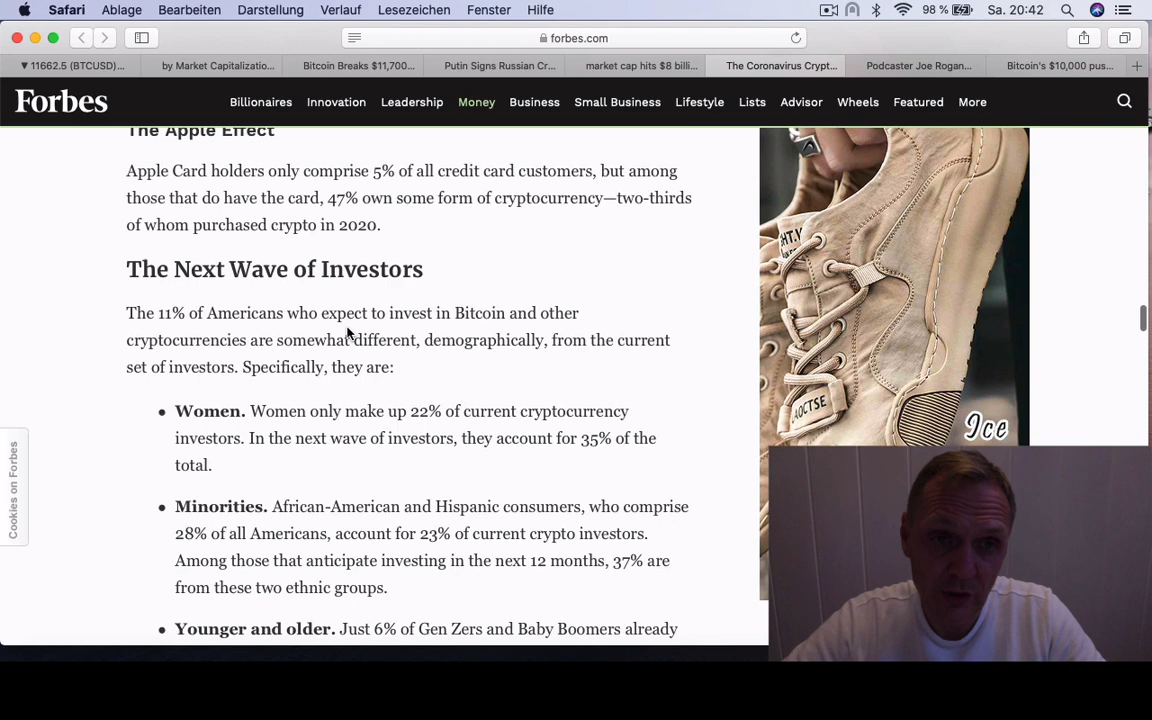 Safari Ablage Bearbeiten Darstellung Verlauf Lesezeichen Fenster Hilfe 98 % Sa. 20:42
forbes.com
▼11662.5 (BTCUSD)... by Market Capitalizatio... Bitcoin Breaks $11,700... Putin Signs Russian Cr... market cap hits $8 billi... The Coronavirus Crypt... Podcaster Joe Rogan... Bitcoin's $10,000 pus...
Forbes Billionaires Innovation Leadership Money Business Small Business Lifestyle Lists Advisor Wheels Featured More
The Apple Effect
Apple Card holders only comprise 5% of all credit card customers, but among
those that do have the card, 47% own some form of cryptocurrency—two-thirds
of whom purchased crypto in 2020.
The Next Wave of Investors
The 11% of Americans who expect to invest in Bitcoin and other
cryptocurrencies are somewhat different, demographically, from the current
set of investors. Specifically, they are:
• Women. Women only make up 22% of current cryptocurrency
investors. In the next wave of investors, they account for 35% of the
total.
• Minorities. African-American and Hispanic consumers, who comprise
28% of all Americans, account for 23% of current crypto investors.
Among those that anticipate investing in the next 12 months, 37% are
from these two ethnic groups.
• Younger and older. Just 6% of Gen Zers and Baby Boomers already
Cookies on Forbes
AOCTSE
Ice